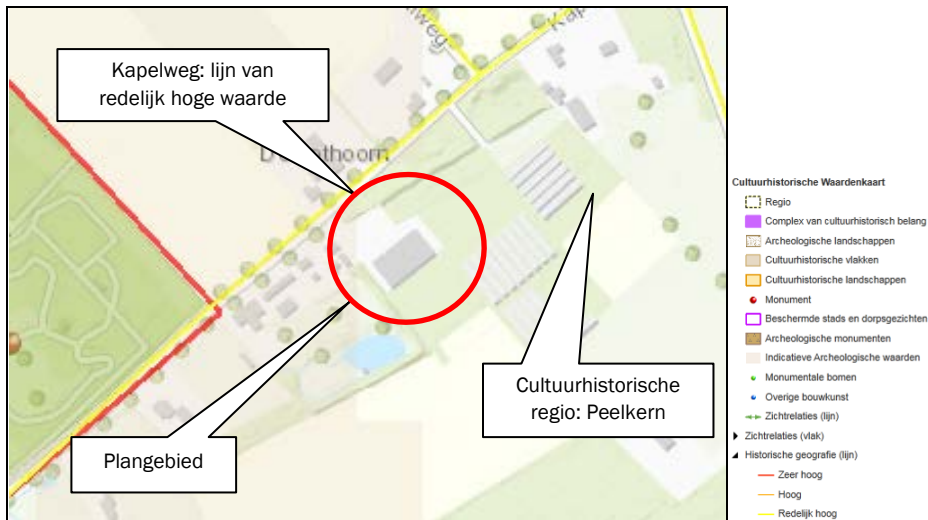 Kapelweg: lijn van
redelijk hoge waarde
Cultuurhistorische
regio: Peelkern
Plangebied
Cultuurhistorische Waardenkaart
Regio
Complex van cultuurhistorisch belang
Archeologische landschappen
Cultuurhistorische vlakken
Cultuurhistorische landschappen
Monument
Beschermde stads en dorpsgezichten
Archeologische monumenten
Indicatieve Archeologische waarden
Monumentale bomen
Overige bouwkunst
Zichtrelaties (lijn)
Zichtrelaties (vlak)
Historische geografie (lijn)
Zeer hoog
Hoog
Redelijk hoog